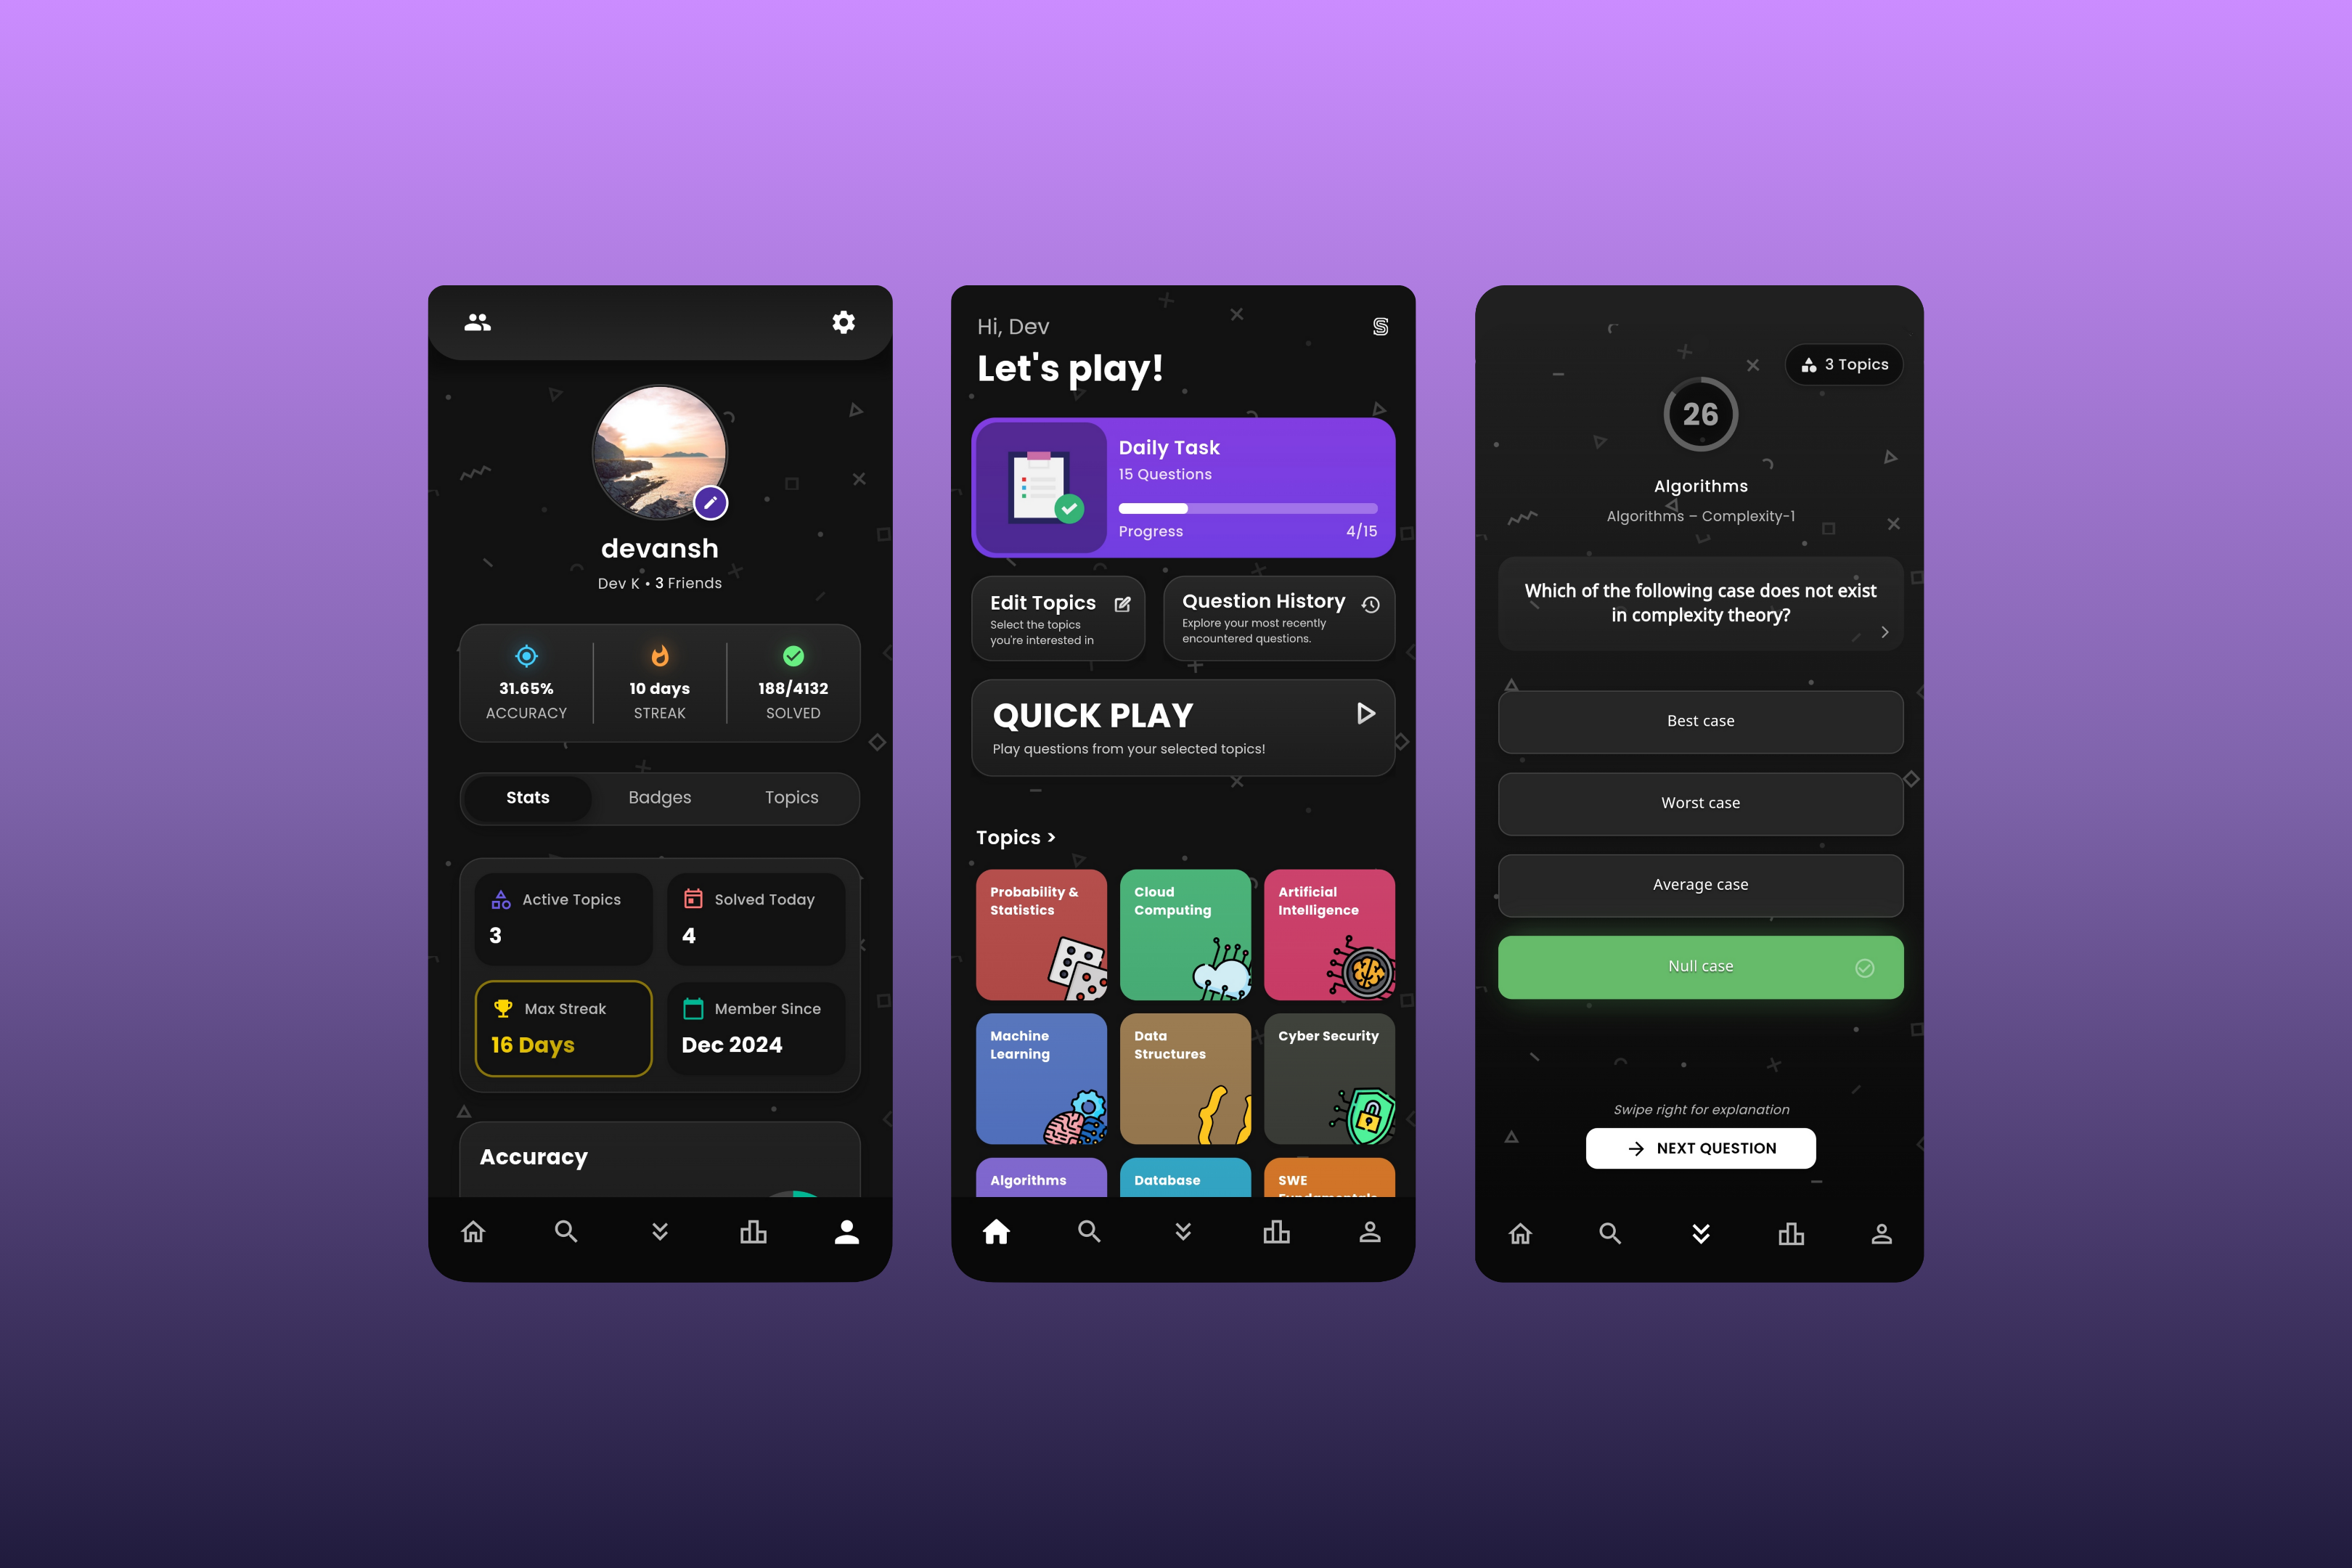 devansh
Dev K • 3 Friends
31.65%
ACCURACY
10 days
STREAK
188/4132
SOLVED
Stats
Badges
Topics
Active Topics
3
Solved Today
4
Max Streak
16 Days
Member Since
Dec 2024
Accuracy
Hi, Dev
S
Let's play!
Daily Task
15 Questions
Progress
4/15
Edit Topics
Select the topics
you're interested in
Question History
Explore your most recently
encountered questions.
QUICK PLAY
Play questions from your selected topics!
Topics >
Probability &
Statistics
Cloud
Computing
Artificial
Intelligence
Machine
Learning
Data
Structures
Cyber Security
Algorithms
Database
SWE
Fundamentals
3 Topics
26
Algorithms
Algorithms – Complexity-1
Which of the following case does not exist
in complexity theory?
Best case
Worst case
Average case
Null case
Swipe right for explanation
NEXT QUESTION